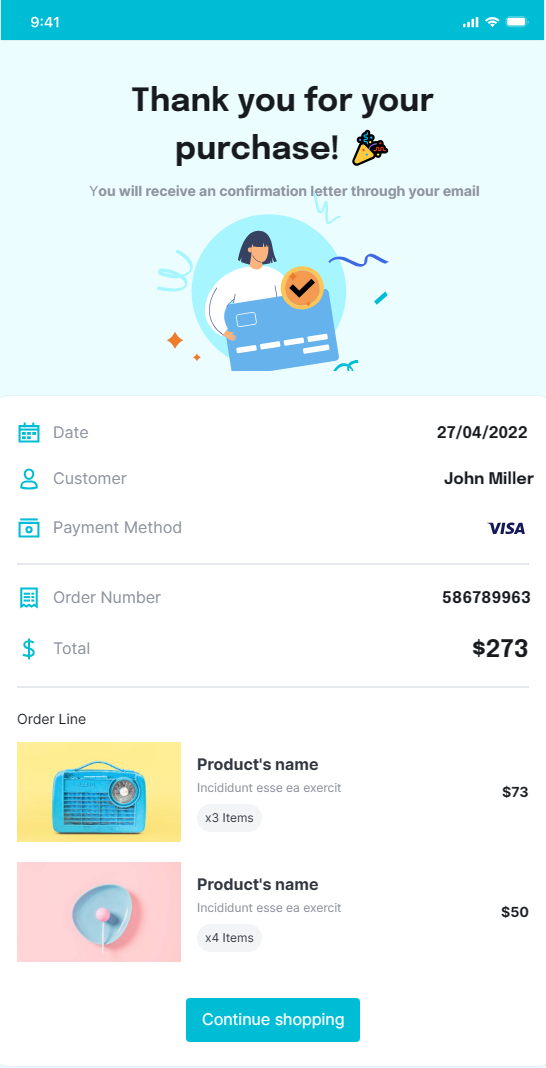 9:41
Thank you for your
purchase! 🎉
You will receive an confirmation letter through your email
Date 27/04/2022
Customer John Miller
Payment Method VISA
Order Number 586789963
Total $273
Order Line
Product's name
Incididunt esse ea exercit
$73
x3 Items
Product's name
Incididunt esse ea exercit
$50
x4 Items
Continue shopping